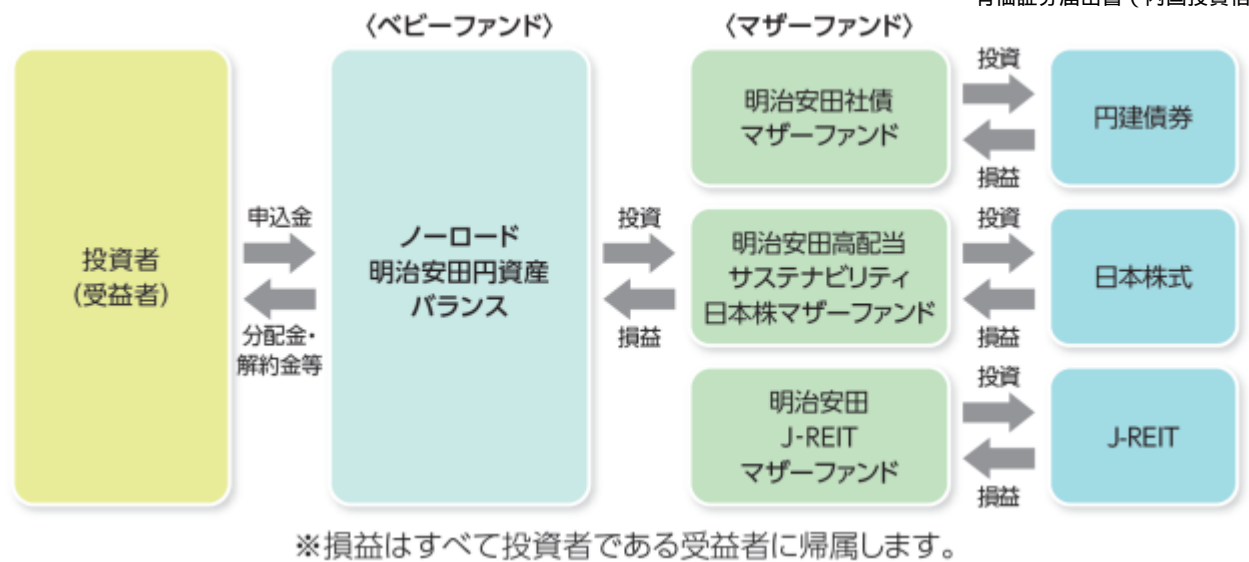 〈ベビーファンド〉
〈マザーファンド〉
投資者
(受益者)
申込金
分配金・
解約金等
ノーロード
明治安田円資産
バランス
投資
損益
明治安田社債
マザーファンド
投資
損益
円建債券
明治安田高配当
サステナビリティ
日本株マザーファンド
投資
損益
日本株式
明治安田
J-REIT
マザーファンド
投資
損益
J-REIT
※損益はすべて投資者である受益者に帰属します。